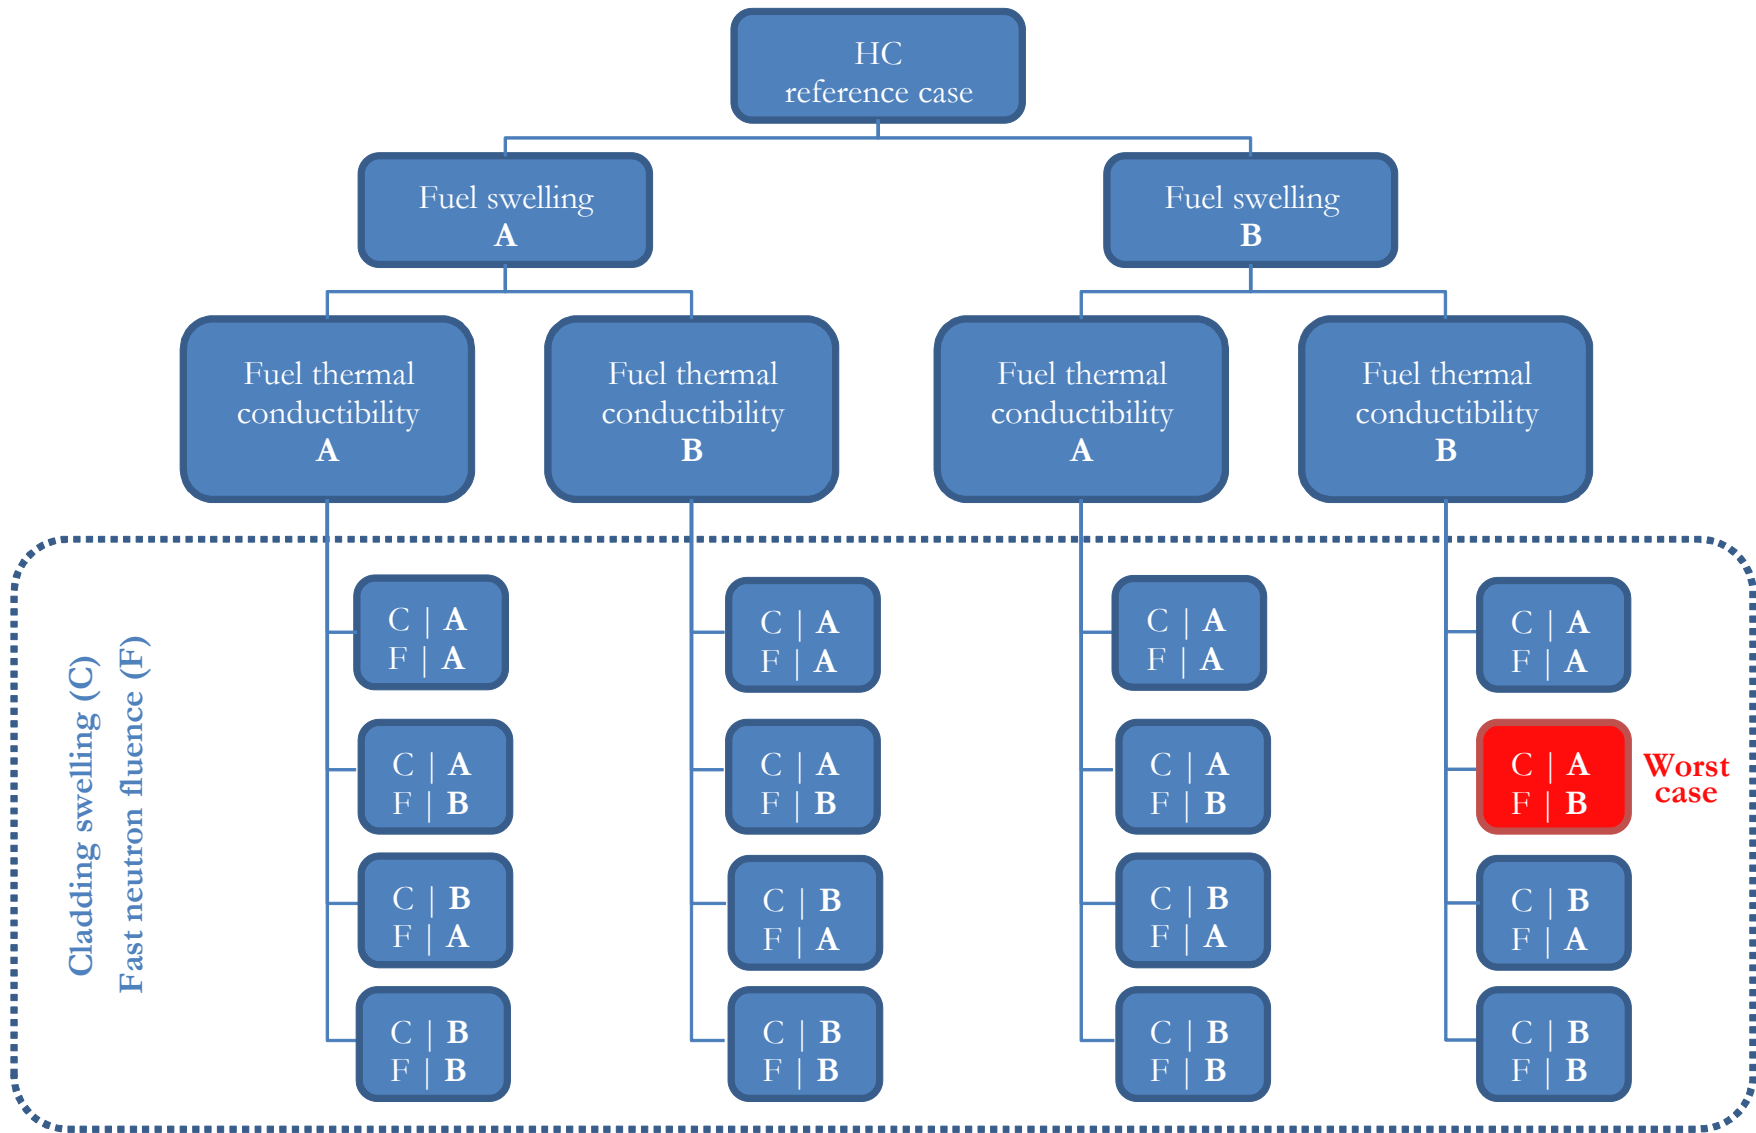 HC
reference case
Fuel swelling
A
Fuel swelling
B
Fuel thermal
conductibility
A
Fuel thermal
conductibility
B
Fuel thermal
conductibility
A
Fuel thermal
conductibility
B
Cladding swelling (C)
Fast neutron fluence (F)
C | A
F | A
C | A
F | B
C | B
F | A
C | B
F | B
C | A
F | A
C | A
F | B
C | B
F | A
C | B
F | B
C | A
F | A
C | A
F | B
C | B
F | A
C | B
F | B
C | A
F | A
C | A
F | B
Worst
case
C | B
F | A
C | B
F | B